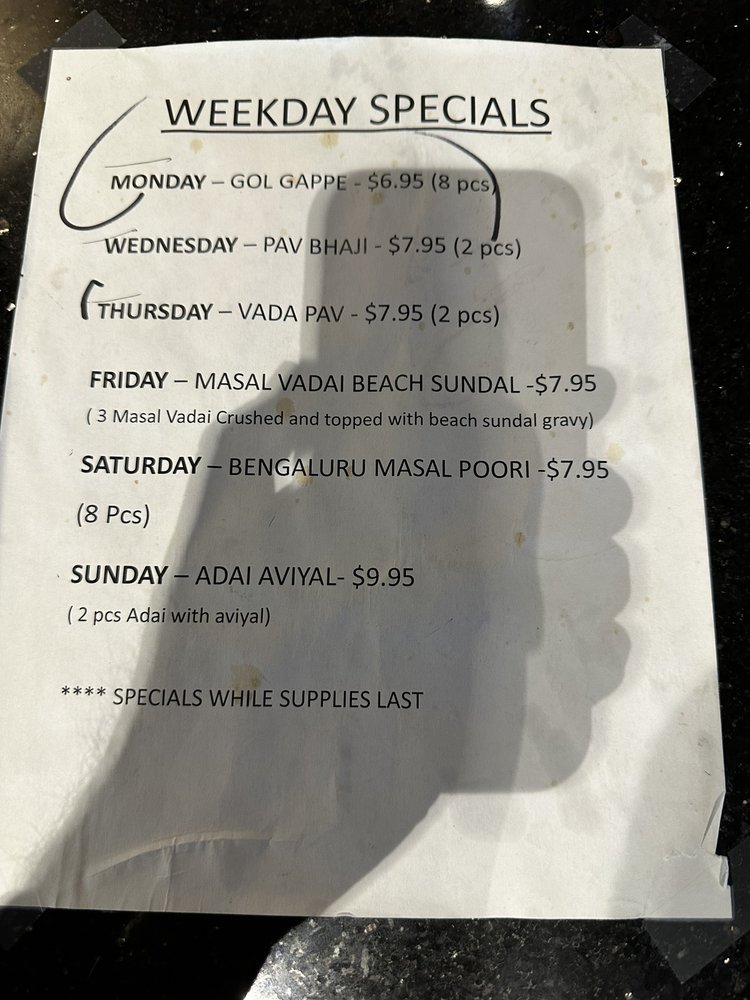 WEEKDAY SPECIALS
MONDAY – GOL GAPPE - $6.95 (8 pcs)
WEDNESDAY – PAV BHAJI - $7.95 (2 pcs)
THURSDAY – VADA PAV - $7.95 (2 pcs)
FRIDAY – MASAL VADAI BEACH SUNDAL -$7.95
( 3 Masal Vadai Crushed and topped with beach sundal gravy)
SATURDAY – BENGALURU MASAL POORI -$7.95
(8 Pcs)
SUNDAY – ADAI AVIYAL- $9.95
( 2 pcs Adai with aviyal)
**** SPECIALS WHILE SUPPLIES LAST